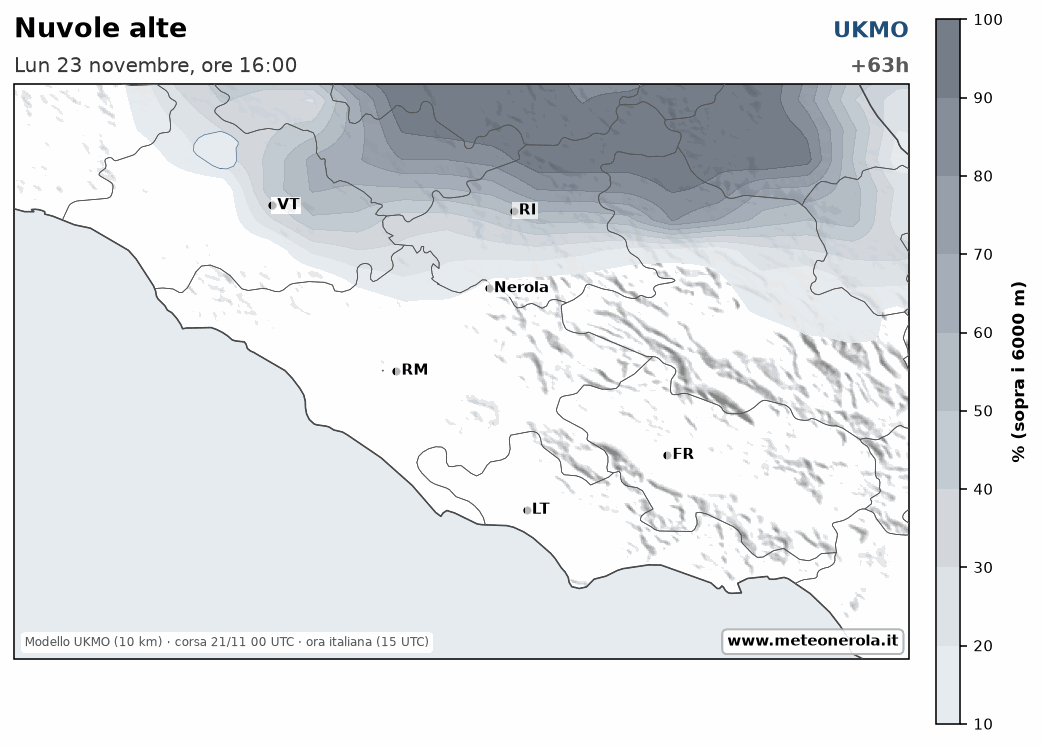 Nuvole alte
UKMO
Lun 23 novembre, ore 16:00
+63h
VT
RI
Nerola
RM
FR
LT
Modello UKMO (10 km) · corsa 21/11 00 UTC · ora italiana (15 UTC)
www.meteonerola.it
100
90
80
70
60
50
40
30
20
10
% (sopra i 6000 m)